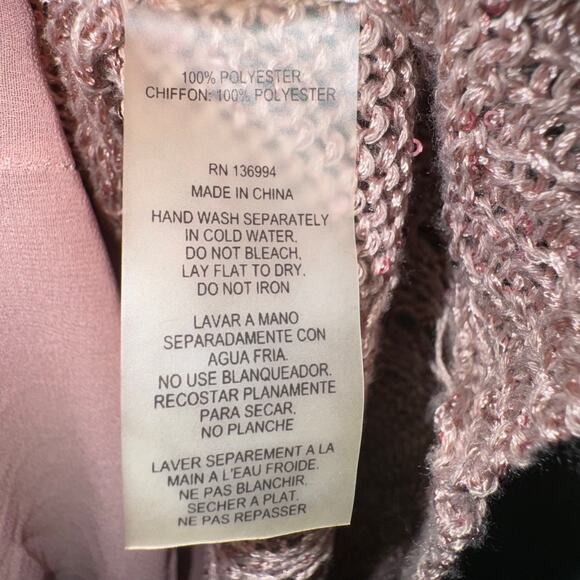 100% POLYESTER
CHIFFON: 100% POLYESTER
RN 136994
MADE IN CHINA
HAND WASH SEPARATELY
IN COLD WATER.
DO NOT BLEACH,
LAY FLAT TO DRY.
DO NOT IRON
LAVAR A MANO
SEPARADAMENTE CON
AGUA FRIA.
NO USE BLANQUEADOR.
RECOSTAR PLANAMENTE
PARA SECAR.
NO PLANCHE
LAVER SEPAREMENT A LA
MAIN A L'EAU FROIDE.
NE PAS BLANCHIR,
SECHER A PLAT.
NE PAS REPASSER